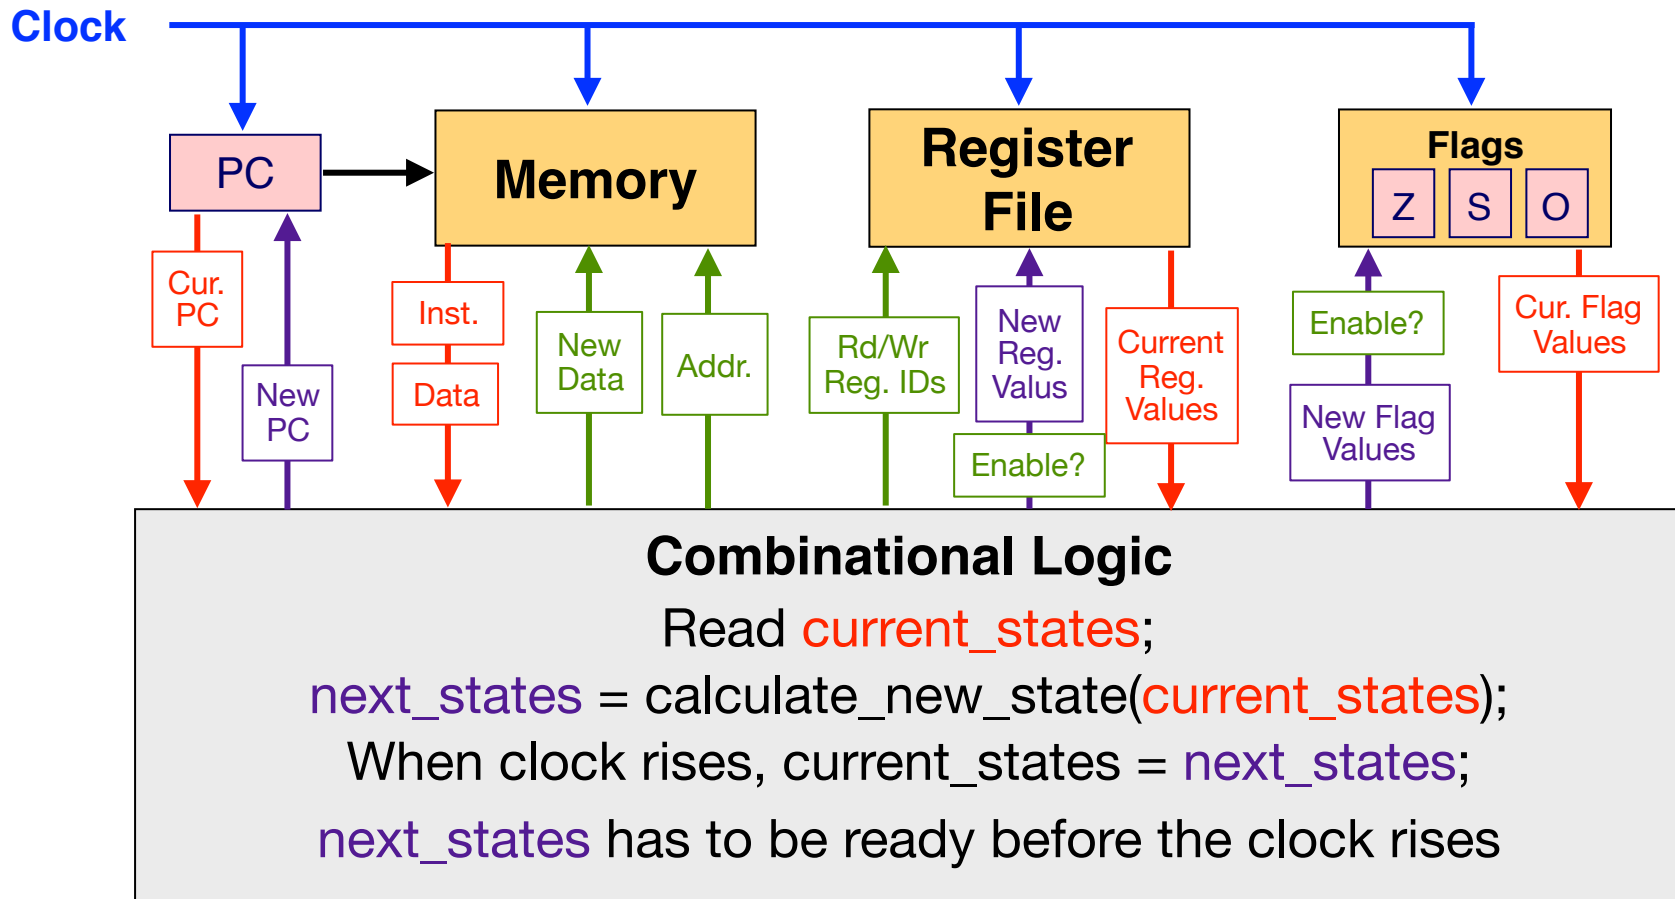 Clock
PC
Memory
Register
File
Flags
Z S O
Cur.
PC
New
PC
Inst.
Data
New
Data
Addr.
Rd/Wr
Reg. IDs
New
Reg.
Valus
Enable?
Current
Reg.
Values
Enable?
New Flag
Values
Cur. Flag
Values
Combinational Logic
Read current_states;
next_states = calculate_new_state(current_states);
When clock rises, current_states = next_states;
next_states has to be ready before the clock rises